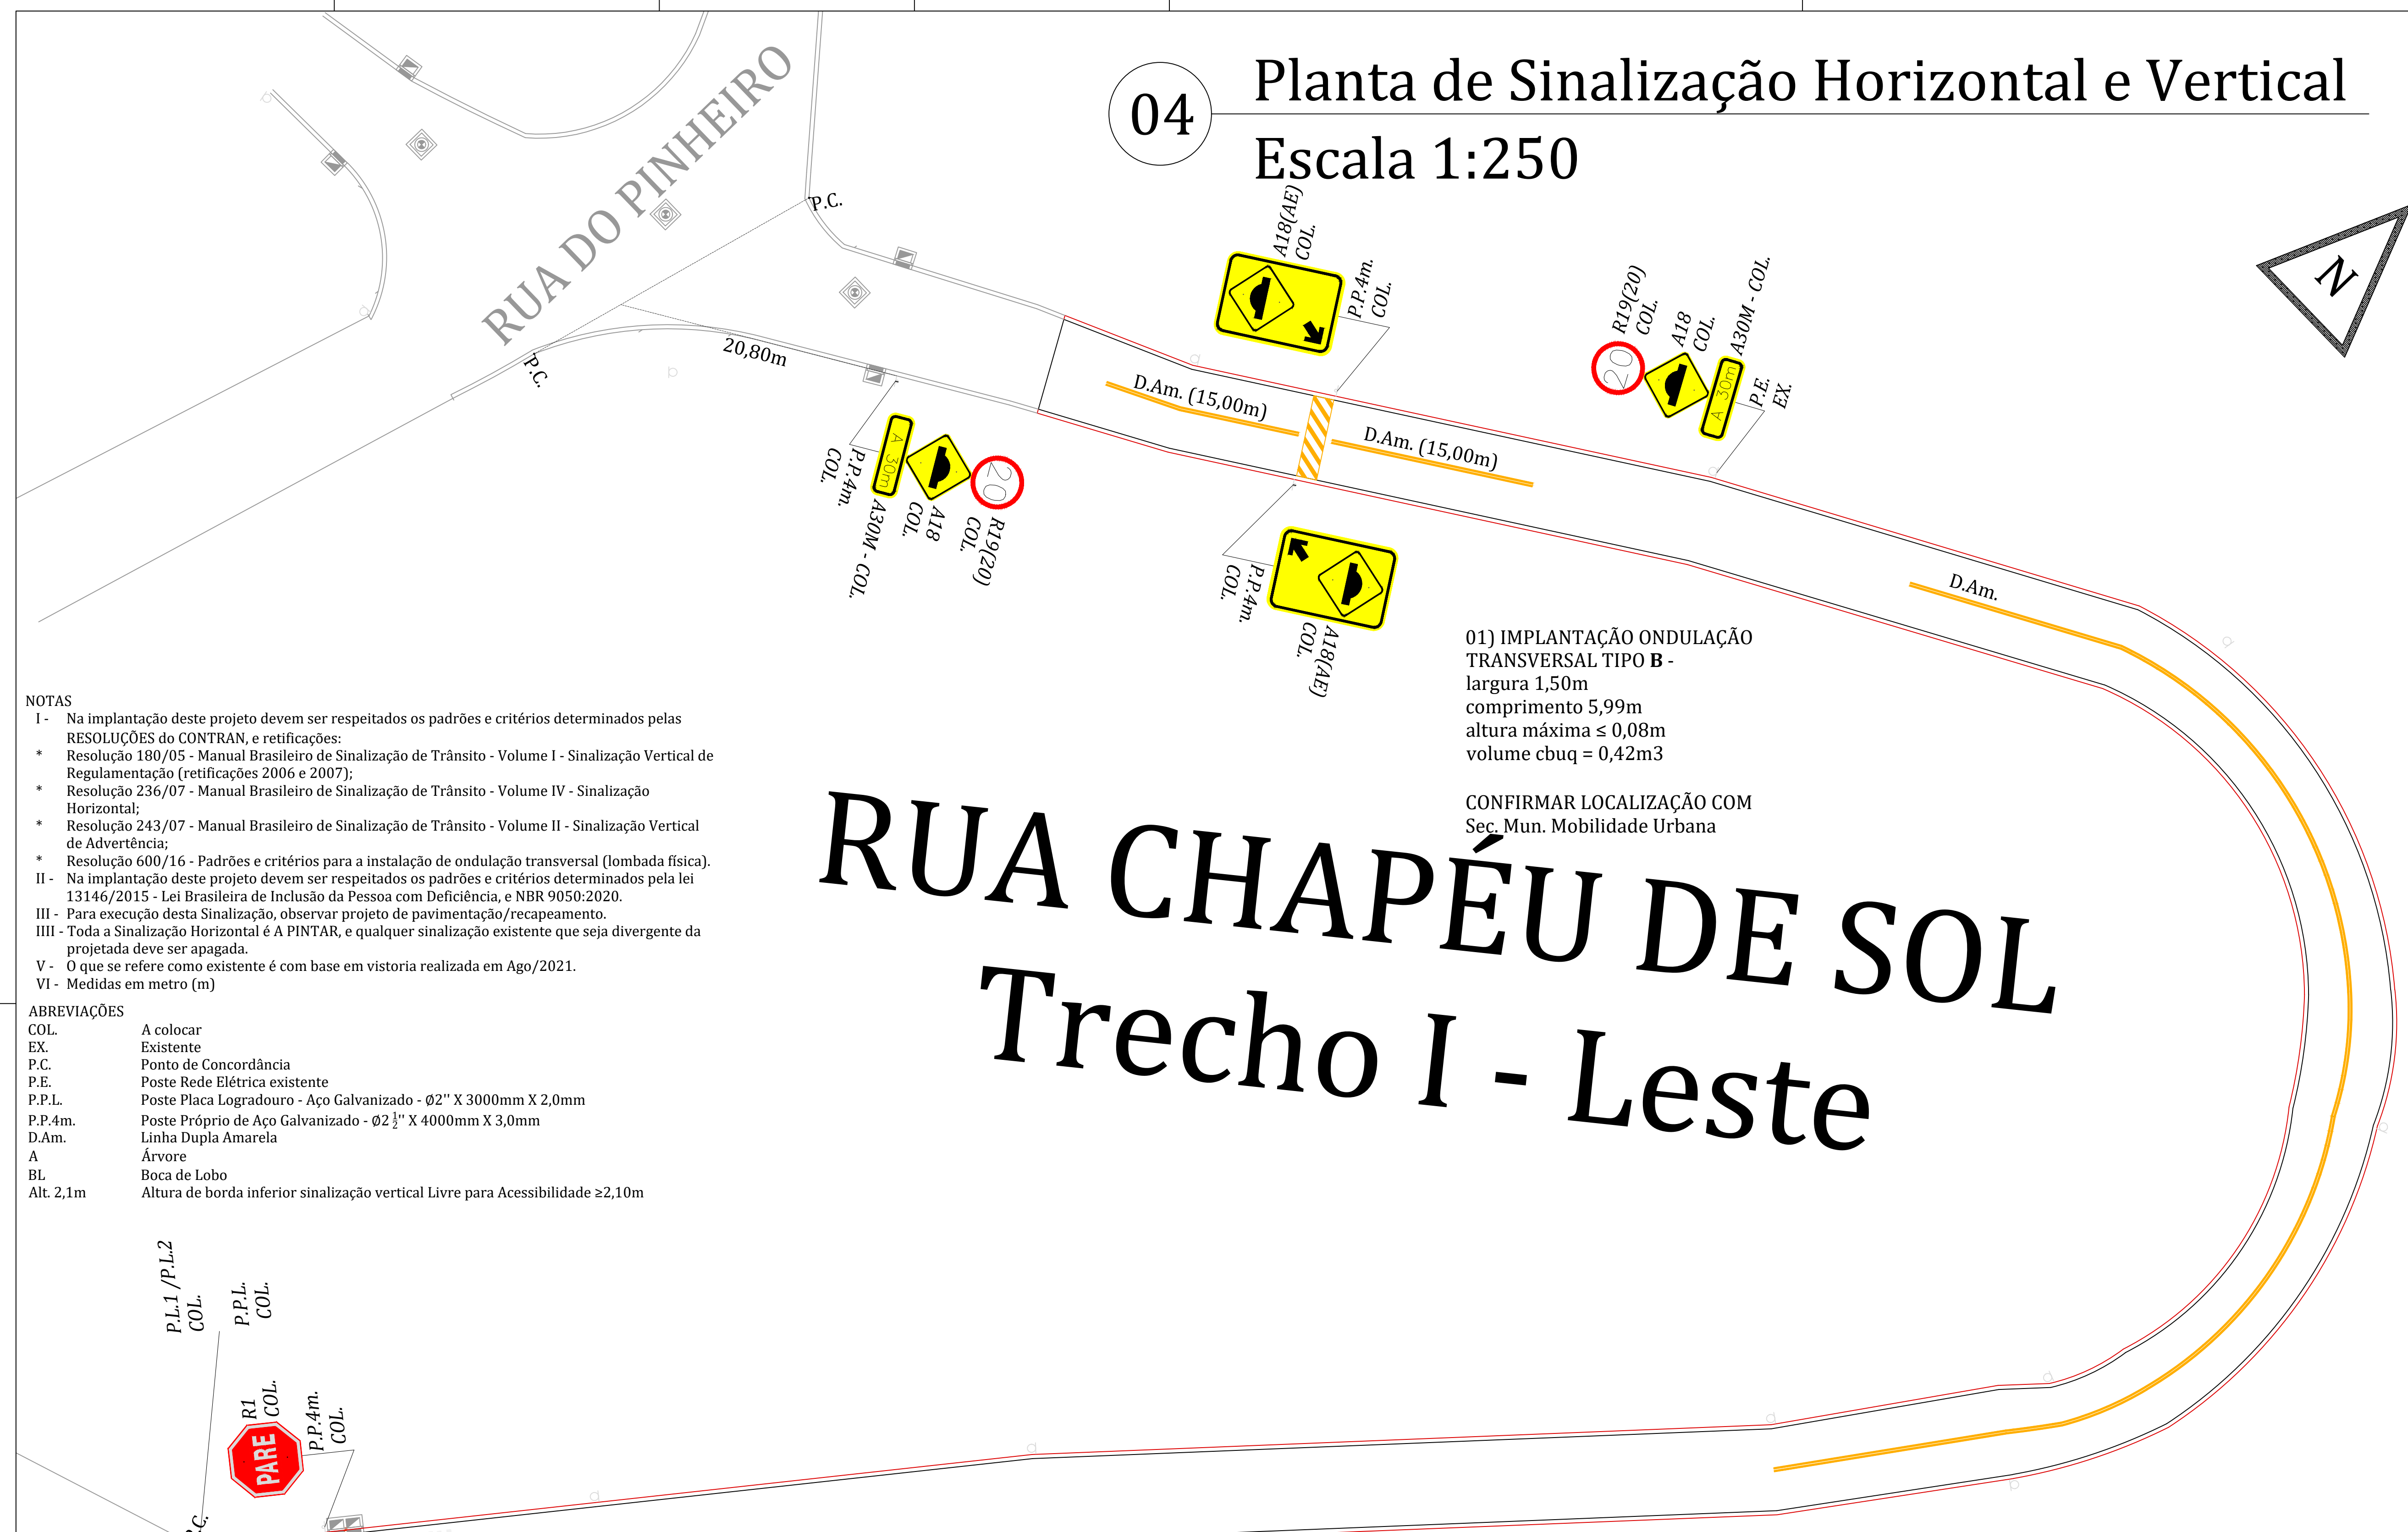 04
Planta de Sinalização Horizontal e Vertical
Escala 1:250
RUA DO PINHEIRO
P.C.
P.C.
20,80m
A18(AE)
COL.
P.P.4m.
COL.
R19(20)
COL.
A18
COL.
A30M - COL.
20
A 30m
P.E.
EX.
N
D.Am. (15,00m)
D.Am. (15,00m)
D.Am.
P.P.4m.
COL.
A 30m
20
A30M - COL.
A18
COL.
R19(20)
COL.
P.P.4m.
COL.
A18(AE)
COL.
01) IMPLANTAÇÃO ONDULAÇÃO
TRANSVERSAL TIPO B -
largura 1,50m
comprimento 5,99m
altura máxima ≤ 0,08m
volume cbuq = 0,42m3
CONFIRMAR LOCALIZAÇÃO COM
Sec. Mun. Mobilidade Urbana
RUA CHAPÉU DE SOL
Trecho I - Leste
NOTAS
I - Na implantação deste projeto devem ser respeitados os padrões e critérios determinados pelas
RESOLUÇÕES do CONTRAN, e retificações:
* Resolução 180/05 - Manual Brasileiro de Sinalização de Trânsito - Volume I - Sinalização Vertical de
Regulamentação (retificações 2006 e 2007);
* Resolução 236/07 - Manual Brasileiro de Sinalização de Trânsito - Volume IV - Sinalização
Horizontal;
* Resolução 243/07 - Manual Brasileiro de Sinalização de Trânsito - Volume II - Sinalização Vertical
de Advertência;
* Resolução 600/16 - Padrões e critérios para a instalação de ondulação transversal (lombada física).
II - Na implantação deste projeto devem ser respeitados os padrões e critérios determinados pela lei
13146/2015 - Lei Brasileira de Inclusão da Pessoa com Deficiência, e NBR 9050:2020.
III - Para execução desta Sinalização, observar projeto de pavimentação/recapeamento.
IIII - Toda a Sinalização Horizontal é A PINTAR, e qualquer sinalização existente que seja divergente da
projetada deve ser apagada.
V - O que se refere como existente é com base em vistoria realizada em Ago/2021.
VI - Medidas em metro (m)
ABREVIAÇÕES
COL. A colocar
EX. Existente
P.C. Ponto de Concordância
P.E. Poste Rede Elétrica existente
P.P.L. Poste Placa Logradouro - Aço Galvanizado - Ø2'' X 3000mm X 2,0mm
P.P.4m. Poste Próprio de Aço Galvanizado - Ø2 ½'' X 4000mm X 3,0mm
D.Am. Linha Dupla Amarela
A Árvore
BL Boca de Lobo
Alt. 2,1m Altura de borda inferior sinalização vertical Livre para Acessibilidade ≥2,10m
P.L.1 /P.L.2
COL.
P.P.L.
COL.
R1
COL.
P.P.4m.
COL.
PARE